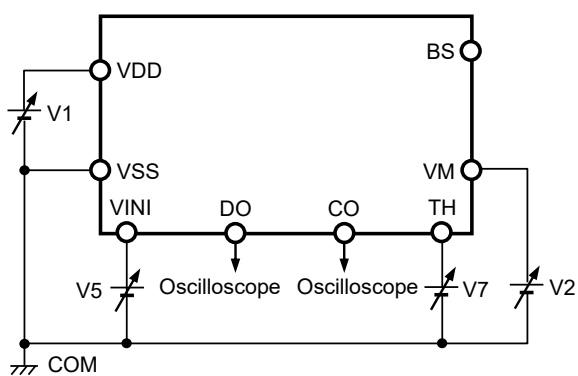 BS
VDD
V1
VSS
VM
VINI
DO
CO
TH
V5
Oscilloscope
Oscilloscope
V7
V2
COM